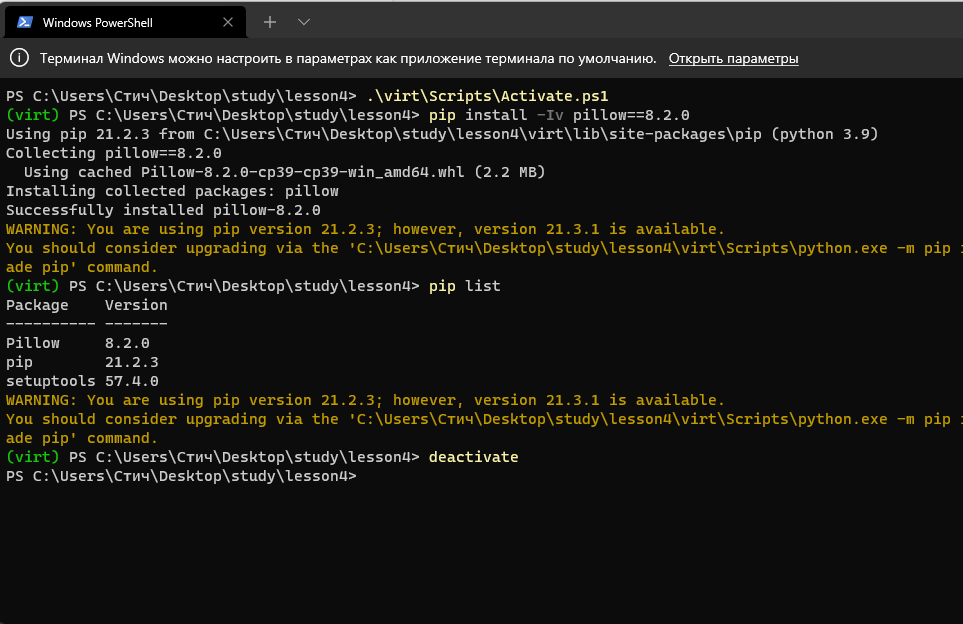 Windows PowerShell
Терминал Windows можно настроить в параметрах как приложение терминала по умолчанию. Открыть параметры
PS C:\Users\Стич\Desktop\study\lesson4> .\virt\Scripts\Activate.ps1
(virt) PS C:\Users\Стич\Desktop\study\lesson4> pip install -Iv pillow==8.2.0
Using pip 21.2.3 from C:\Users\Стич\Desktop\study\lesson4\virt\lib\site-packages\pip (python 3.9)
Collecting pillow==8.2.0
  Using cached Pillow-8.2.0-cp39-cp39-win_amd64.whl (2.2 MB)
Installing collected packages: pillow
Successfully installed pillow-8.2.0
WARNING: You are using pip version 21.2.3; however, version 21.3.1 is available.
You should consider upgrading via the 'C:\Users\Стич\Desktop\study\lesson4\virt\Scripts\python.exe -m pip
ade pip' command.
(virt) PS C:\Users\Стич\Desktop\study\lesson4> pip list
Package    Version
---------- -------
Pillow     8.2.0
pip        21.2.3
setuptools 57.4.0
WARNING: You are using pip version 21.2.3; however, version 21.3.1 is available.
You should consider upgrading via the 'C:\Users\Стич\Desktop\study\lesson4\virt\Scripts\python.exe -m pip
ade pip' command.
(virt) PS C:\Users\Стич\Desktop\study\lesson4> deactivate
PS C:\Users\Стич\Desktop\study\lesson4>